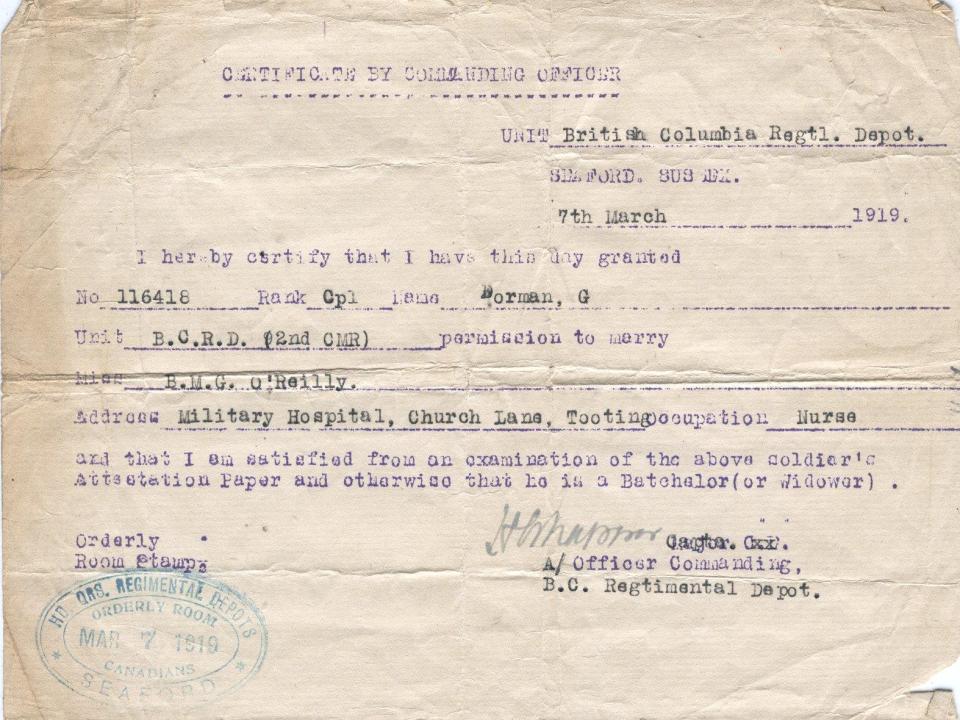 CERTIFICATE BY COMMANDING OFFICER
UNIT British Columbia Regtl. Depot.
SEAFORD. SUSSEX.
7th March 1919.
I hereby certify that I have this day granted
No 116418 Rank Cpl Name Dorman, G
Unit B.C.R.D. (2nd CMR) permission to marry
Miss B.M.G. O'Reilly.
Address Military Hospital, Church Lane, Tooting occupation Nurse
and that I am satisfied from an examination of the above soldier's
Attestation Paper and otherwise that he is a Batchelor(or Widower) .
Orderly
Room Stamp
A/ Officer Commanding,
B.C. Regtimental Depot.
HD. QRS. REGIMENTAL DEPOTS
ORDERLY ROOM
MAR 7 1919
CANADIANS
SEAFORD